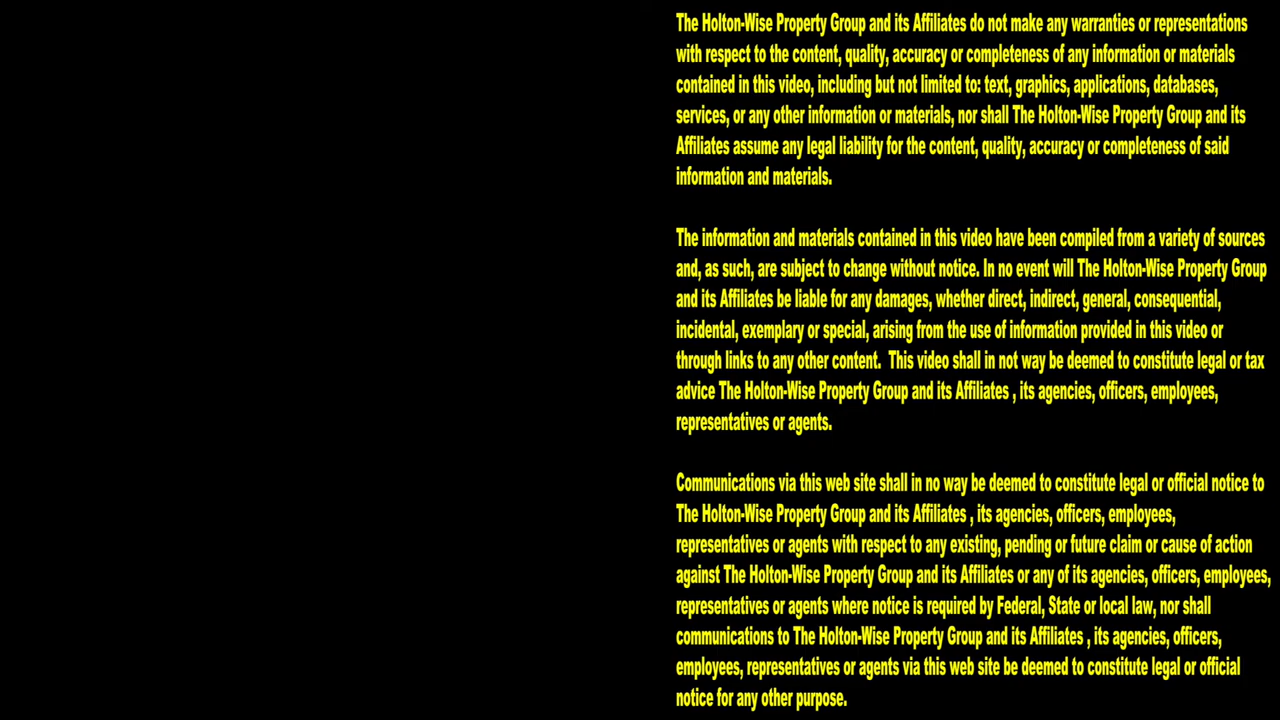 The Holton-Wise Property Group and its Affiliates do not make any warranties or representations
with respect to the content, quality, accuracy or completeness of any information or materials
contained in this video, including but not limited to: text, graphics, applications, databases,
services, or any other information or materials, nor shall The Holton-Wise Property Group and its
Affiliates assume any legal liability for the content, quality, accuracy or completeness of said
information and materials.
The information and materials contained in this video have been compiled from a variety of sources
and, as such, are subject to change without notice. In no event will The Holton-Wise Property Group
and its Affiliates be liable for any damages, whether direct, indirect, general, consequential,
incidental, exemplary or special, arising from the use of information provided in this video or
through links to any other content.  This video shall in not way be deemed to constitute legal or tax
advice The Holton-Wise Property Group and its Affiliates , its agencies, officers, employees,
representatives or agents.
Communications via this web site shall in no way be deemed to constitute legal or official notice to
The Holton-Wise Property Group and its Affiliates , its agencies, officers, employees,
representatives or agents with respect to any existing, pending or future claim or cause of action
against The Holton-Wise Property Group and its Affiliates or any of its agencies, officers, employees,
representatives or agents where notice is required by Federal, State or local law, nor shall
communications to The Holton-Wise Property Group and its Affiliates , its agencies, officers,
employees, representatives or agents via this web site be deemed to constitute legal or official
notice for any other purpose.